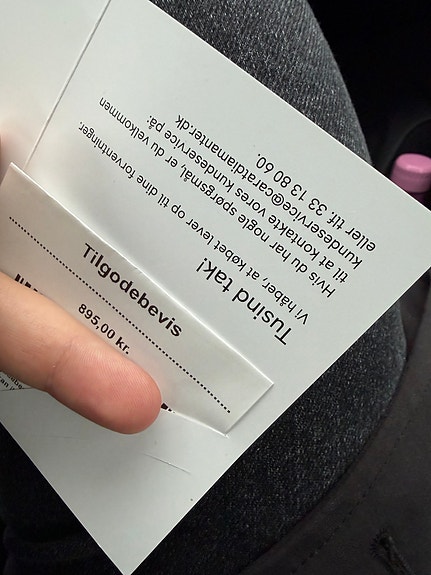 Tusind tak!
Vi håber, at købet lever op til dine forventninger.
Hvis du har nogle spørgsmål, er du velkommen
til at kontakte vores kundeservice på:
kundeservice@caratdiamanter.dk
eller tlf. 33 13 80 60.
Tilgodebevis
895,00 kr.